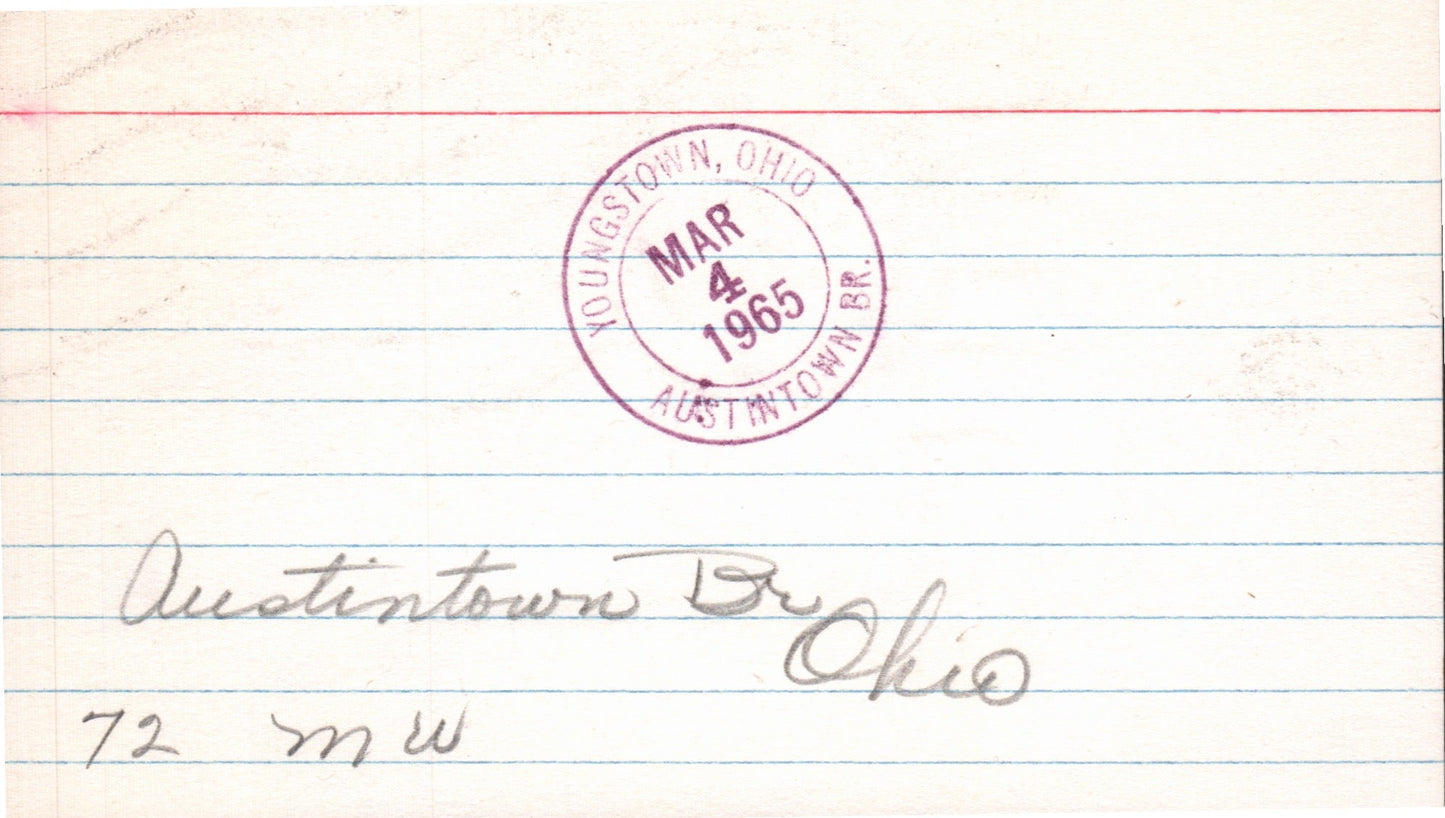 YOUNGSTOWN, OHIO
MAR
4
1965
AUSTINTOWN BR.
Austintown Br
Ohio
72 MW